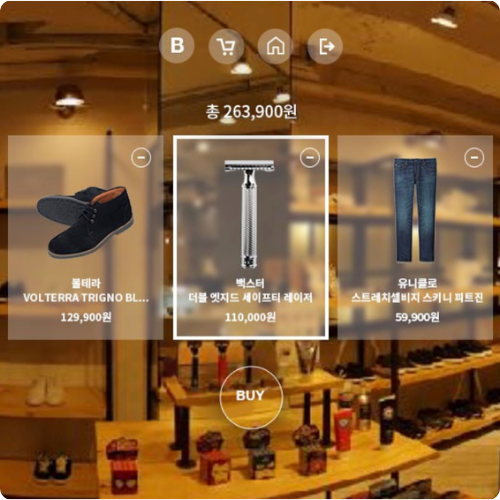 B
총 263,900원
볼테라
VOLTERRA TRIGNO BL...
129,900원
백스터
더블 엣지드 세이프티 레이저
110,000원
유니클로
스트레치셀비지 스키니 피트진
59,900원
BUY